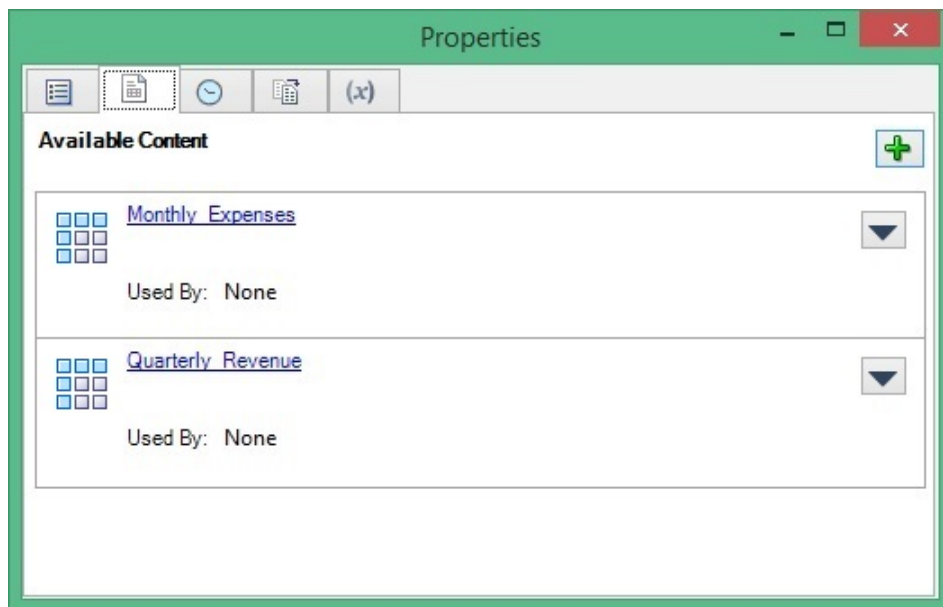 Properties
(x)
Available Content
Monthly_Expenses
Used By: None
Quarterly_Revenue
Used By: None